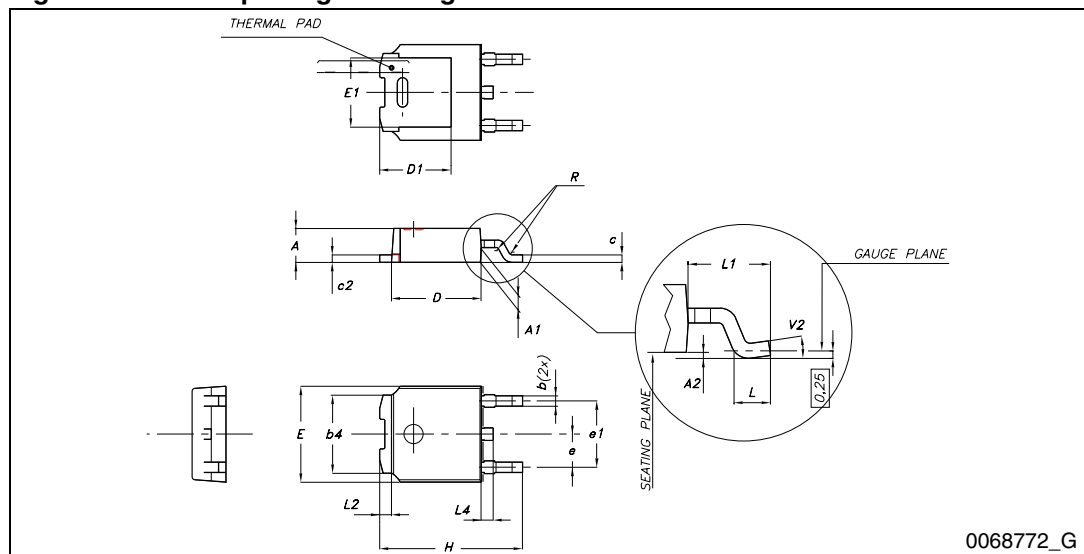 THERMAL PAD
E1
D1
R
A
c
c2
D
A1
GAUGE PLANE
L1
V2
A2
L
0,25
SEATING PLANE
b(2x)
E
b4
e
e1
L2
L4
H
0068772_G